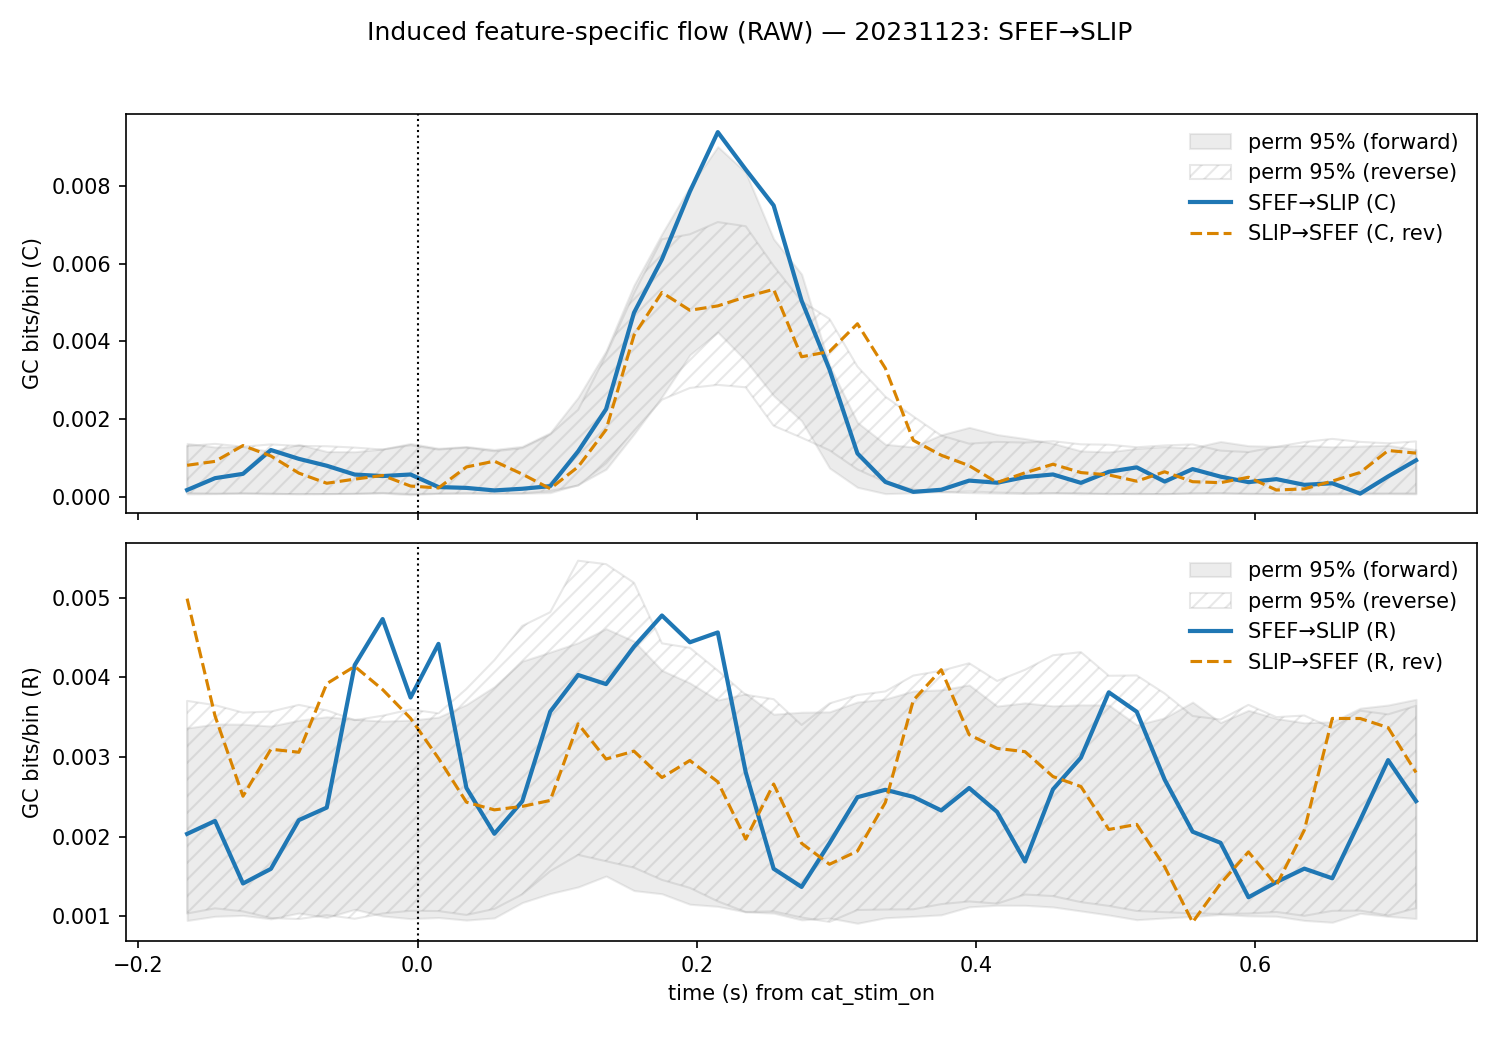 Induced feature-specific flow (RAW) — 20231123: SFEF→SLIP
GC bits/bin (C)
0.008
0.006
0.004
0.002
0.000
perm 95% (forward)
perm 95% (reverse)
SFEF→SLIP (C)
SLIP→SFEF (C, rev)
GC bits/bin (R)
0.005
0.004
0.003
0.002
0.001
perm 95% (forward)
perm 95% (reverse)
SFEF→SLIP (R)
SLIP→SFEF (R, rev)
−0.2 0.0 0.2 0.4 0.6
time (s) from cat_stim_on